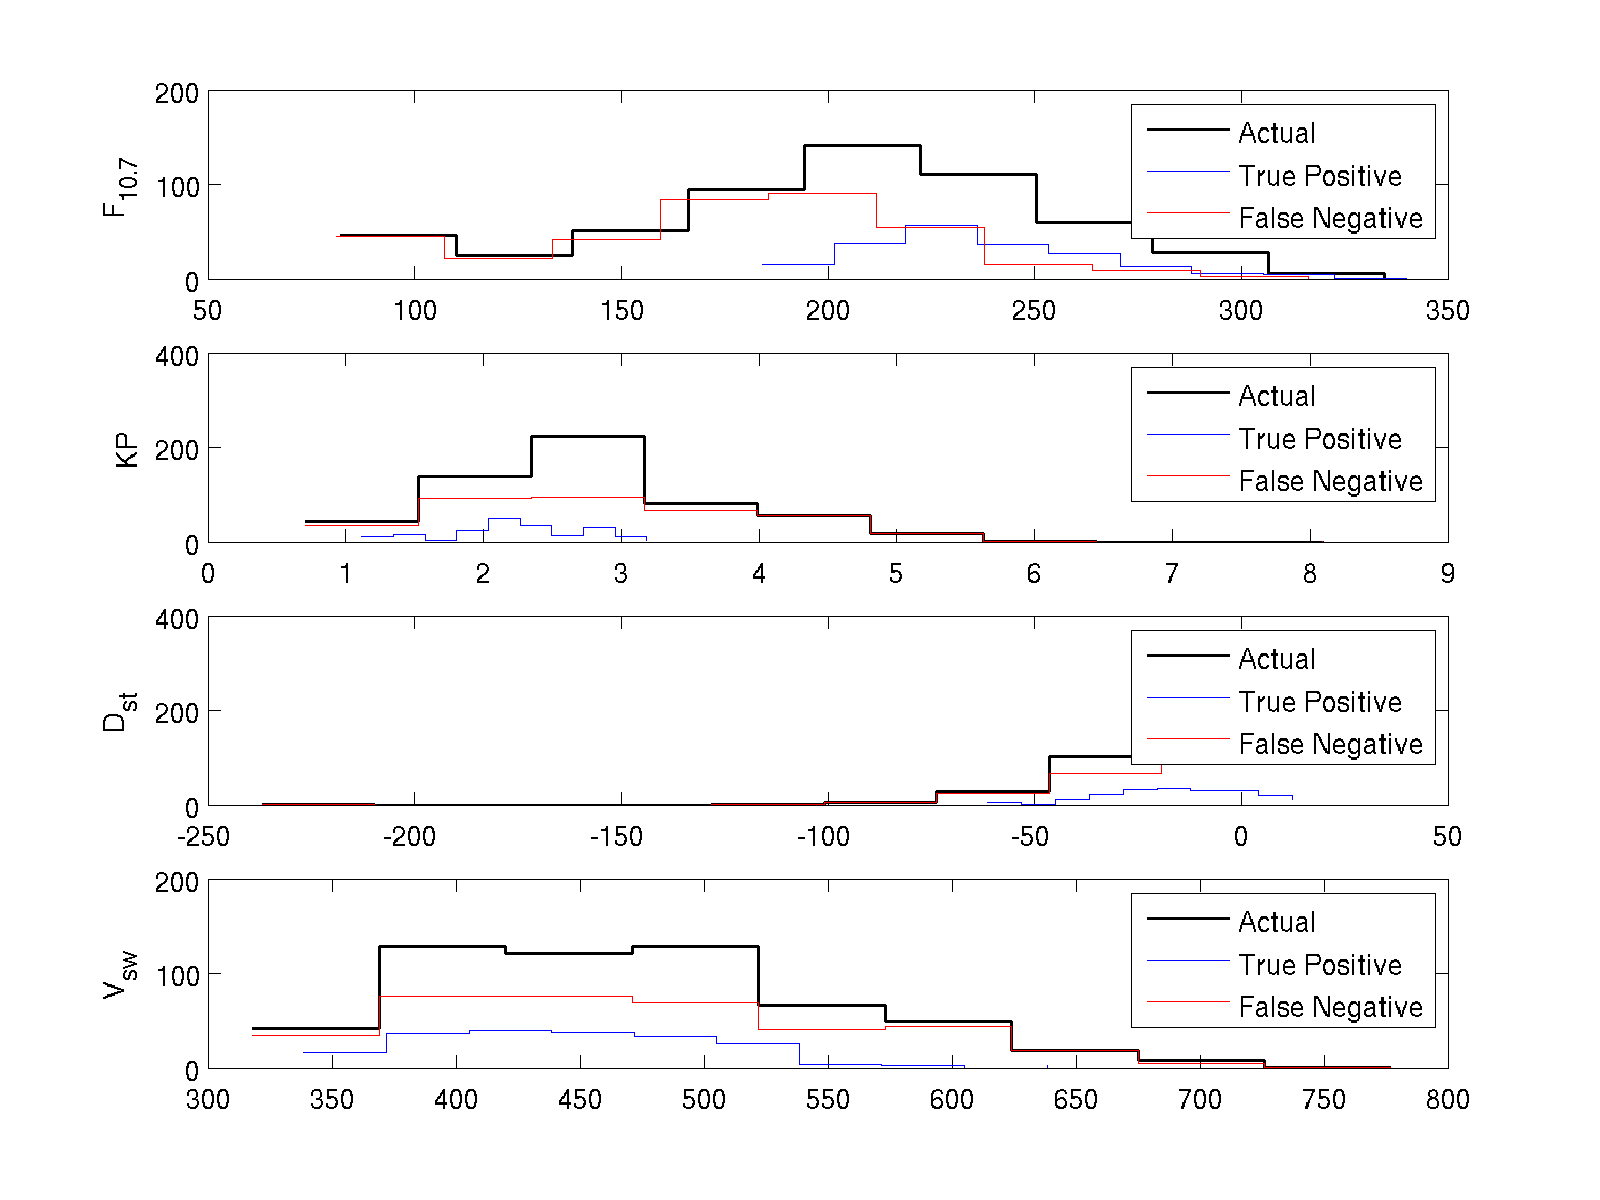 F10.7
200
100
0
50 100 150 200 250 300 350
Actual
True Positive
False Negative
KP
400
200
0
0 1 2 3 4 5 6 7 8 9
Actual
True Positive
False Negative
Dst
400
200
0
-250 -200 -150 -100 -50 0 50
Actual
True Positive
False Negative
Vsw
200
100
0
300 350 400 450 500 550 600 650 700 750 800
Actual
True Positive
False Negative